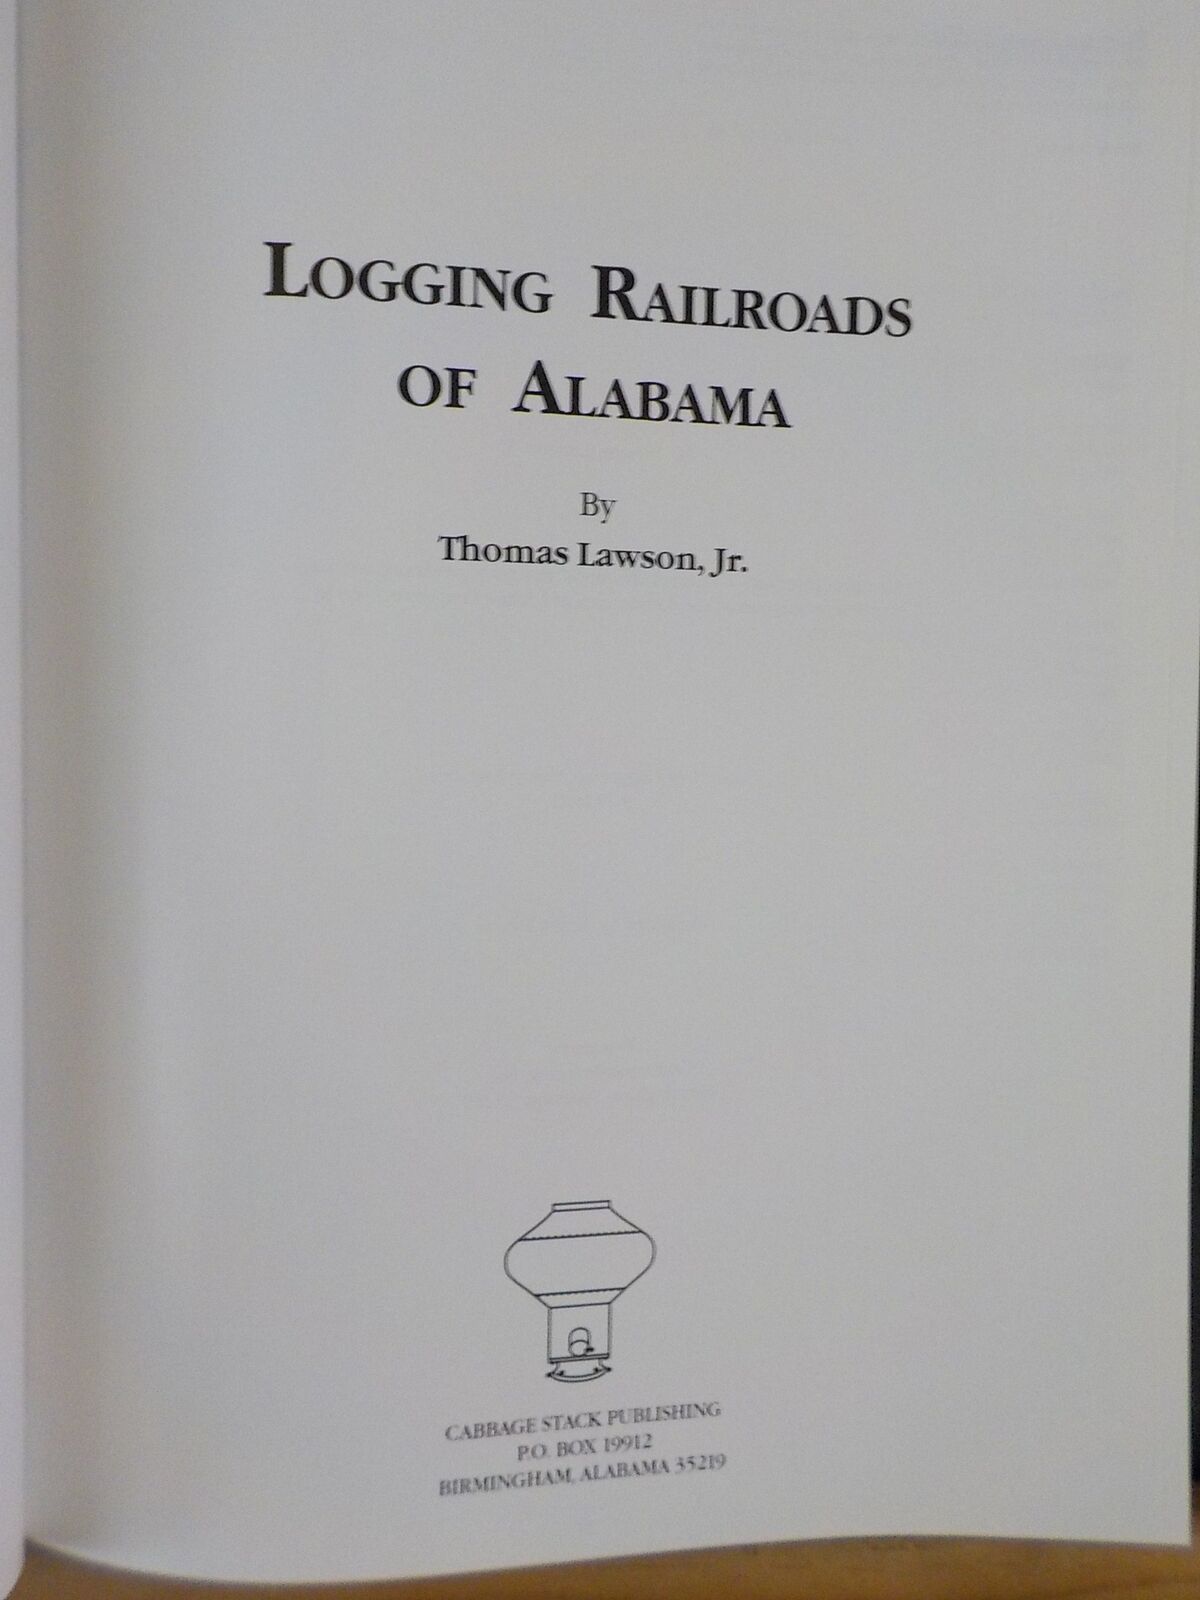 LOGGING RAILROADS
OF ALABAMA
By
Thomas Lawson, Jr.
CABBAGE STACK PUBLISHING
P.O. BOX 19912
BIRMINGHAM, ALABAMA 35219